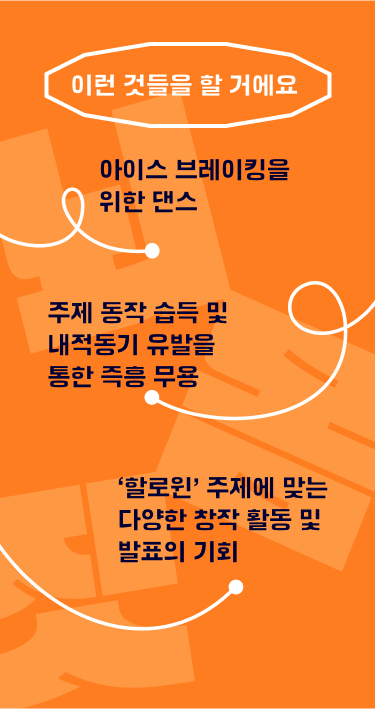 이런 것들을 할 거에요
아이스 브레이킹을
위한 댄스
주제 동작 습득 및
내적동기 유발을
통한 즉흥 무용
‘할로윈’ 주제에 맞는
다양한 창작 활동 및
발표의 기회